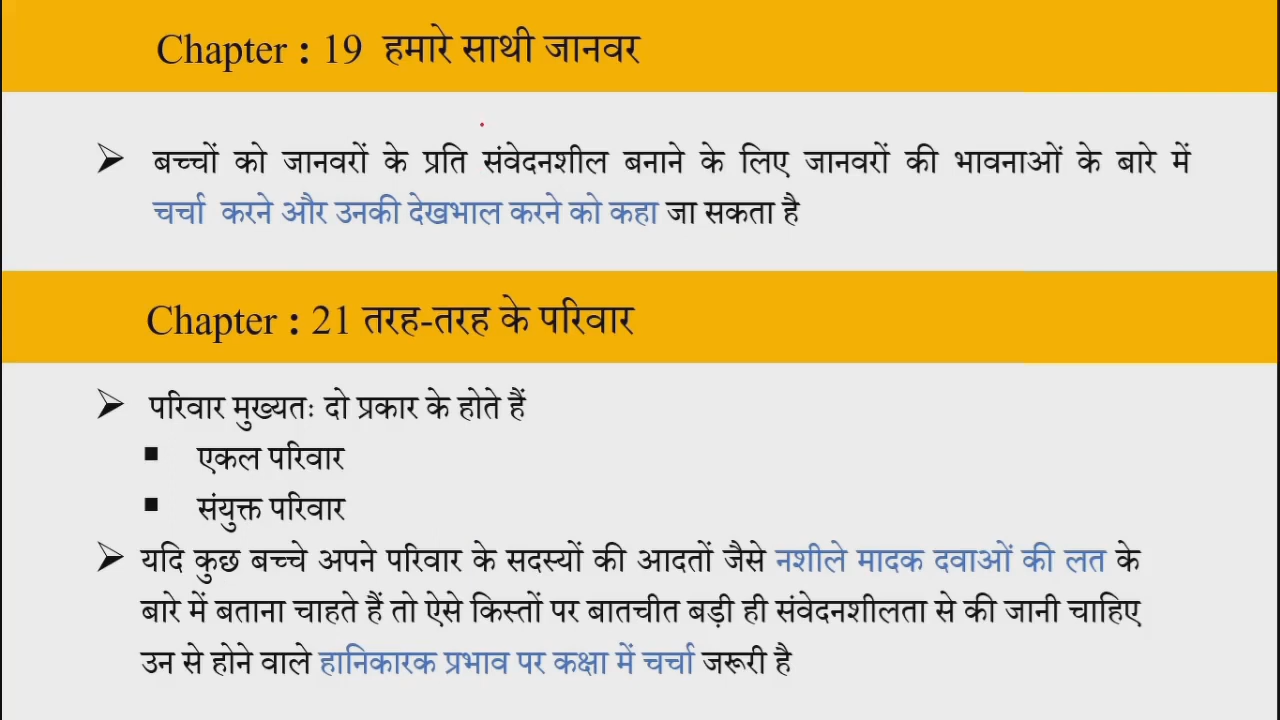 Chapter : 19 हमारे साथी जानवर
➢ बच्चों को जानवरों के प्रति संवेदनशील बनाने के लिए जानवरों की भावनाओं के बारे में
चर्चा करने और उनकी देखभाल करने को कहा जा सकता है
Chapter : 21 तरह-तरह के परिवार
➢ परिवार मुख्यतः दो प्रकार के होते हैं
▪ एकल परिवार
▪ संयुक्त परिवार
➢ यदि कुछ बच्चे अपने परिवार के सदस्यों की आदतों जैसे नशीले मादक दवाओं की लत के
बारे में बताना चाहते हैं तो ऐसे किस्तों पर बातचीत बड़ी ही संवेदनशीलता से की जानी चाहिए
उन से होने वाले हानिकारक प्रभाव पर कक्षा में चर्चा जरूरी है